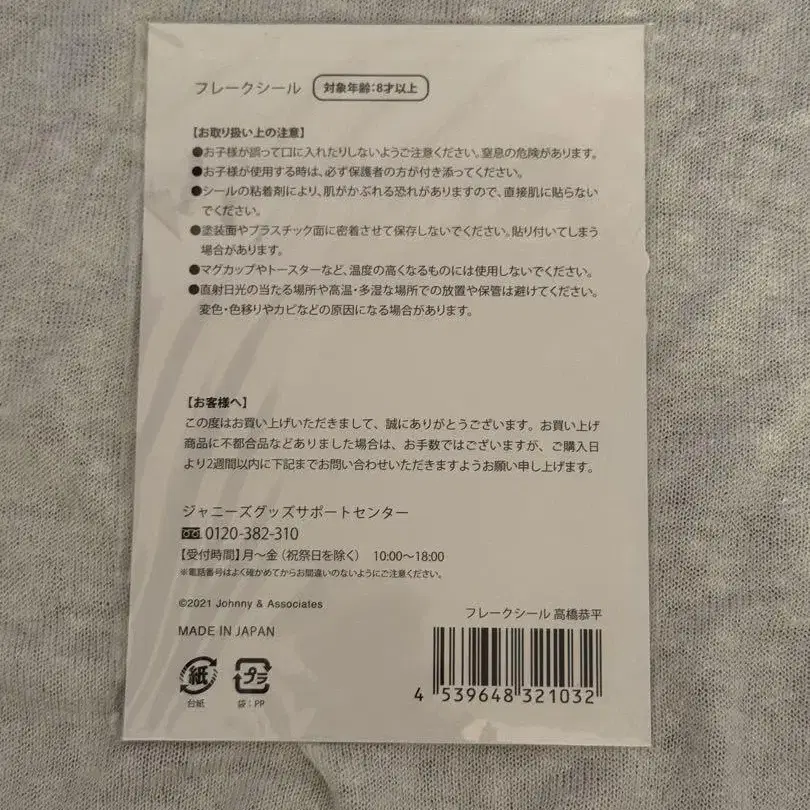 フレークシール 対象年齢:8才以上
【お取り扱い上の注意】
●お子様が誤って口に入れたりしないようご注意ください。窒息の危険があります。
●お子様が使用する時は、必ず保護者の方が付き添ってください。
●シールの粘着剤により、肌がかぶれる恐れがありますので、直接肌に貼らない
でください。
●塗装面やプラスチック面に密着させて保存しないでください。貼り付いてしまう
場合があります。
●マグカップやトースターなど、温度の高くなるものには使用しないでください。
●直射日光の当たる場所や高温・多湿な場所での放置や保管は避けてください。
変色・色移りやカビなどの原因になる場合があります。
【お客様へ】
この度はお買い上げいただきまして、誠にありがとうございます。お買い上げ
商品に不都合品などありました場合は、お手数ではございますが、ご購入日
より2週間以内に下記までお問い合わせいただきますようお願い申し上げます。
ジャニーズグッズサポートセンター
0120-382-310
【受付時間】月～金（祝祭日を除く） 10:00～18:00
※電話番号はよく確かめてからお間違いのないようにご注意ください。
©2021 Johnny & Associates
フレークシール 高橋恭平
MADE IN JAPAN
紙 プラ
台紙 袋：PP
4 539648 321032